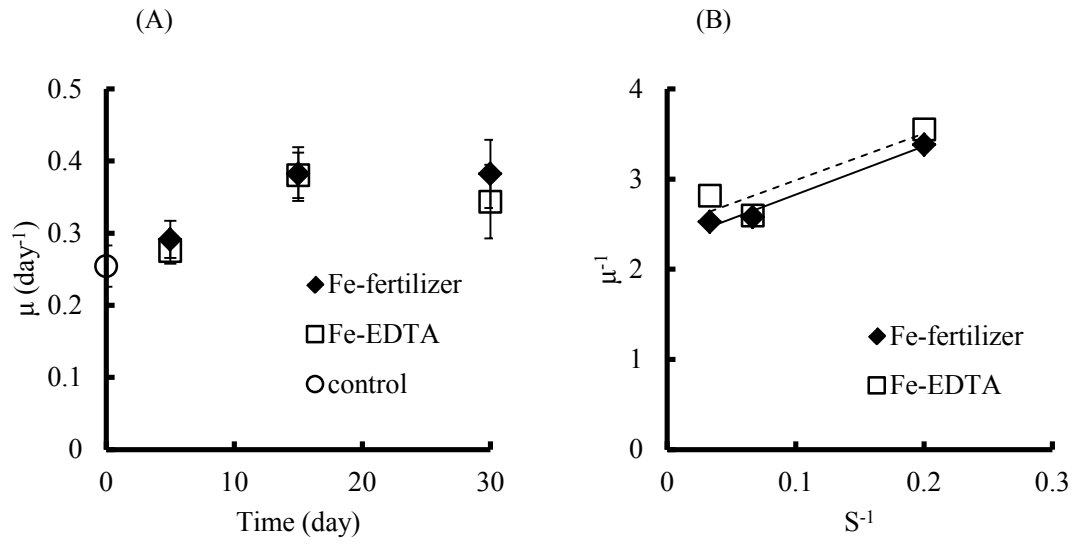 (A)
0.5
0.4
0.3
0.2
0.1
0
0 10 20 30
μ (day-1)
Time (day)
Fe-fertilizer
Fe-EDTA
control
(B)
4
3
2
1
0
0 0.1 0.2 0.3
μ-1
S-1
Fe-fertilizer
Fe-EDTA